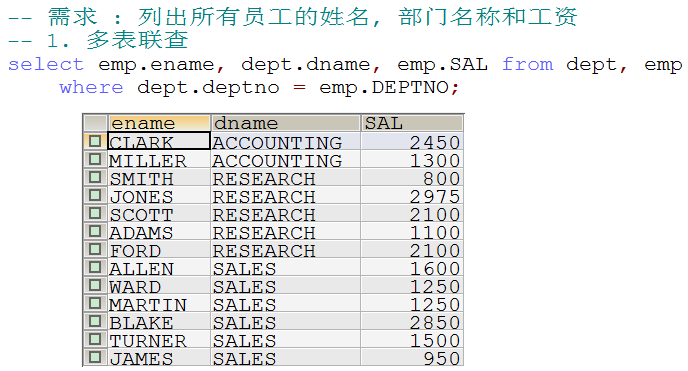 -- 需求 : 列出所有员工的姓名, 部门名称和工资
-- 1. 多表联查
select emp.ename, dept.dname, emp.SAL from dept, emp
where dept.deptno = emp.DEPTNO;
ename dname SAL
CLARK ACCOUNTING 2450
MILLER ACCOUNTING 1300
SMITH RESEARCH 800
JONES RESEARCH 2975
SCOTT RESEARCH 2100
ADAMS RESEARCH 1100
FORD RESEARCH 2100
ALLEN SALES 1600
WARD SALES 1250
MARTIN SALES 1250
BLAKE SALES 2850
TURNER SALES 1500
JAMES SALES 950